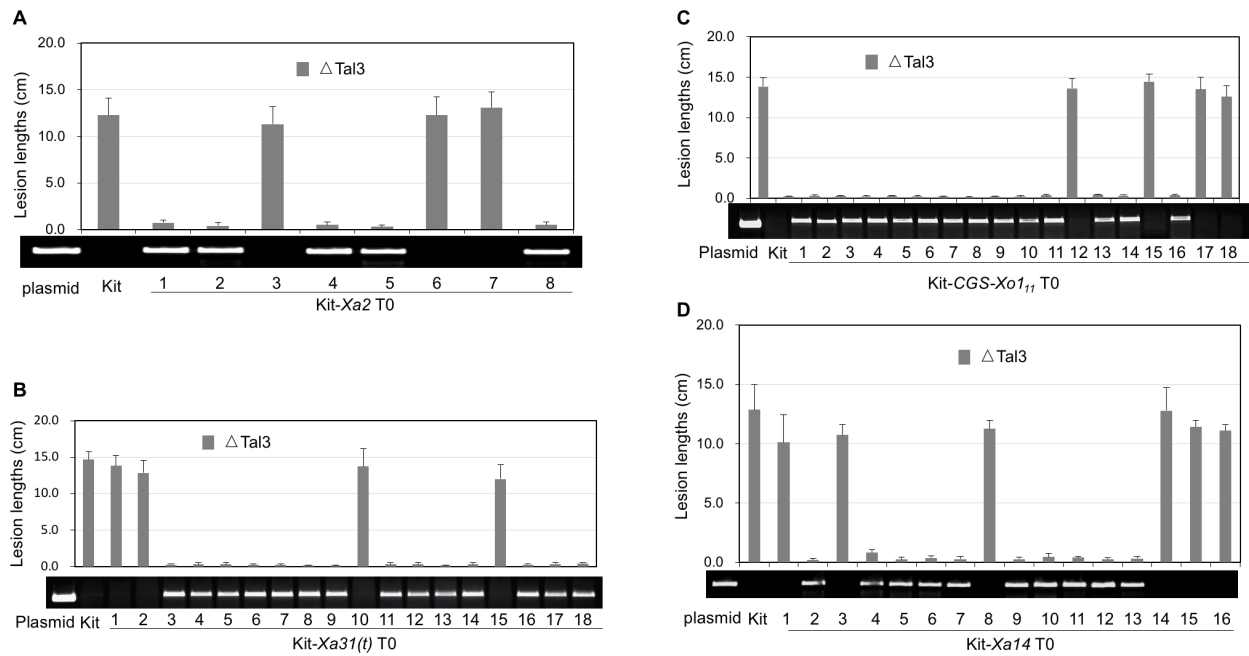 A
20.0
15.0
10.0
5.0
0.0
Lesion lengths (cm)
△Tal3
plasmid Kit 1 2 3 4 5 6 7 8
Kit-Xa2 T0
B
20.0
15.0
10.0
5.0
0.0
Lesion lengths (cm)
△Tal3
Plasmid Kit 1 2 3 4 5 6 7 8 9 10 11 12 13 14 15 16 17 18
Kit-Xa31(t) T0
C
20.0
15.0
10.0
5.0
0.0
Lesion lengths (cm)
△Tal3
Plasmid Kit 1 2 3 4 5 6 7 8 9 10 11 12 13 14 15 16 17 18
Kit-CGS-Xo1₁₁ T0
D
20.0
15.0
10.0
5.0
0.0
Lesion lengths (cm)
△Tal3
plasmid Kit 1 2 3 4 5 6 7 8 9 10 11 12 13 14 15 16
Kit-Xa14 T0